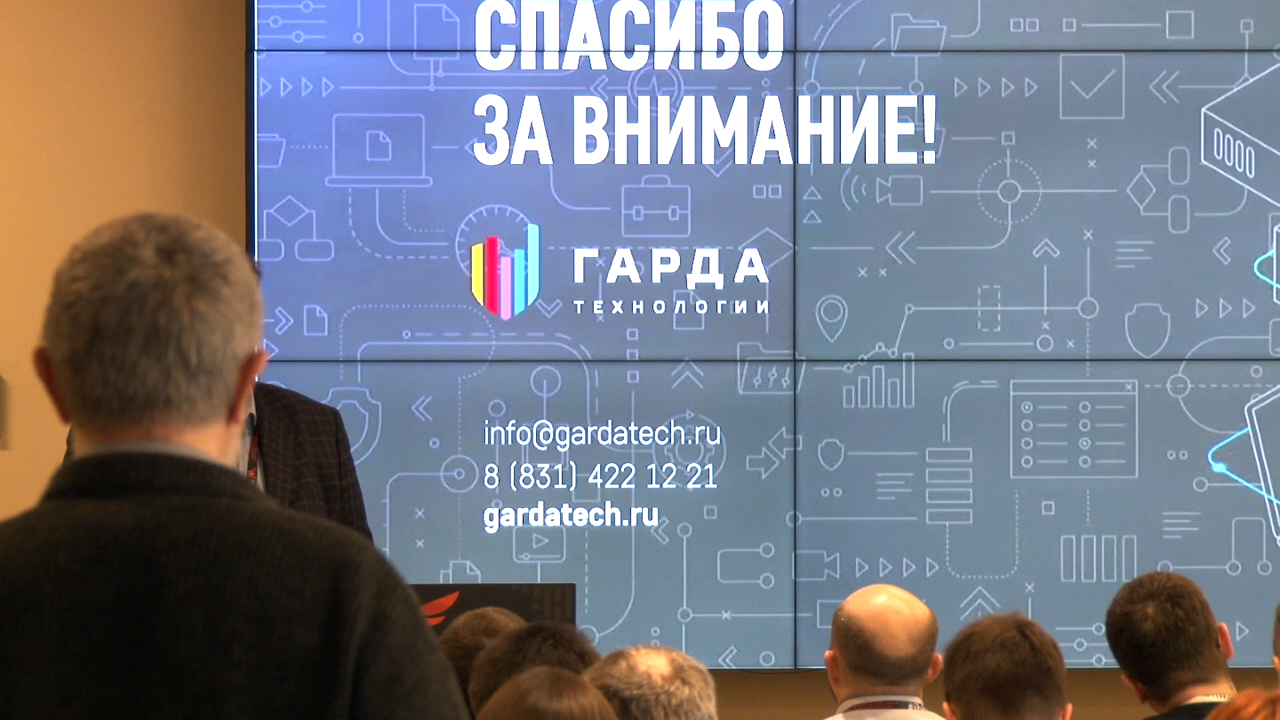 СПАСИБО
ЗА ВНИМАНИЕ!
ГАРДА
ТЕХНОЛОГИИ
info@gardatech.ru
8 (831) 422 12 21
gardatech.ru